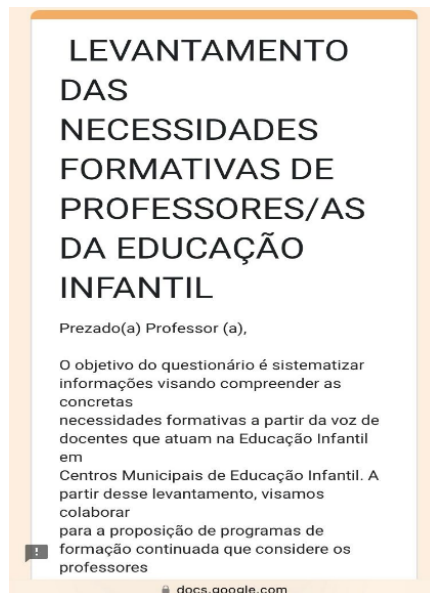 LEVANTAMENTO
DAS
NECESSIDADES
FORMATIVAS DE
PROFESSORES/AS
DA EDUCAÇÃO
INFANTIL
Prezado(a) Professor (a),
O objetivo do questionário é sistematizar
informações visando compreender as
concretas
necessidades formativas a partir da voz de
docentes que atuam na Educação Infantil
em
Centros Municipais de Educação Infantil. A
partir desse levantamento, visamos
colaborar
para a proposição de programas de
formação continuada que considere os
professores
docs.google.com